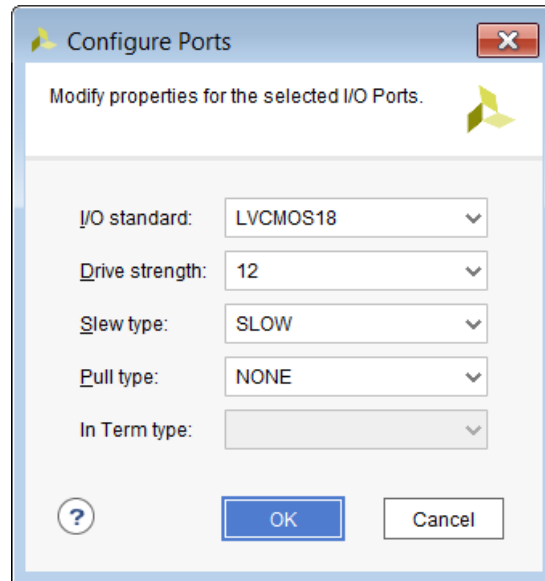 Configure Ports
Modify properties for the selected I/O Ports.
I/O standard: LVCMOS18
Drive strength: 12
Slew type: SLOW
Pull type: NONE
In Term type:
? OK Cancel